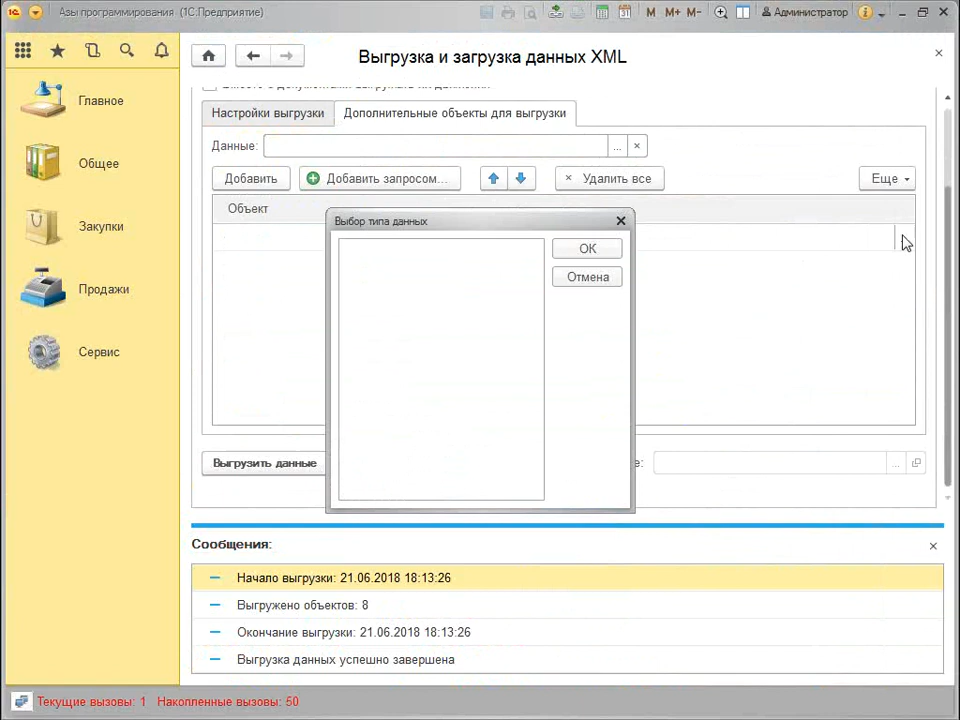 Азы программирования (1С:Предприятие)
M M+ M- Администратор
Выгрузка и загрузка данных XML
Главное
Общее
Закупки
Продажи
Сервис
Настройки выгрузки Дополнительные объекты для выгрузки
Данные:
Добавить Добавить запросом... Удалить все Еще
Объект
Выбор типа данных
ОК
Отмена
Выгрузить данные е:
Сообщения:
Начало выгрузки: 21.06.2018 18:13:26
Выгружено объектов: 8
Окончание выгрузки: 21.06.2018 18:13:26
Выгрузка данных успешно завершена
Текущие вызовы: 1 Накопленные вызовы: 50